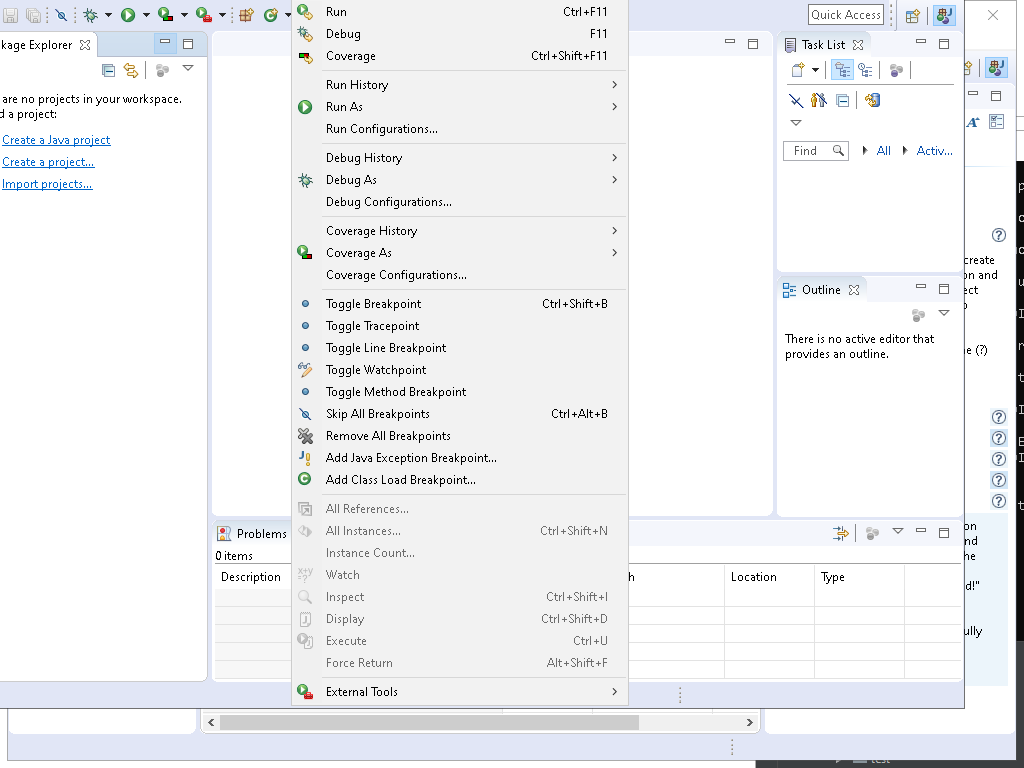 Quick Access
kage Explorer
are no projects in your workspace.
d a project:
Create a Java project
Create a project...
Import projects...
Run Ctrl+F11
Debug F11
Coverage Ctrl+Shift+F11
Run History
Run As
Run Configurations...
Debug History
Debug As
Debug Configurations...
Coverage History
Coverage As
Coverage Configurations...
Toggle Breakpoint Ctrl+Shift+B
Toggle Tracepoint
Toggle Line Breakpoint
Toggle Watchpoint
Toggle Method Breakpoint
Skip All Breakpoints Ctrl+Alt+B
Remove All Breakpoints
Add Java Exception Breakpoint...
Add Class Load Breakpoint...
All References...
All Instances... Ctrl+Shift+N
Instance Count...
Watch
Inspect Ctrl+Shift+I
Display Ctrl+Shift+D
Execute Ctrl+U
Force Return Alt+Shift+F
External Tools
Task List
Find
All
Activ...
Outline
There is no active editor that
provides an outline.
Problems
0 items
Description
h
Location
Type
create
on and
ect
e (?)
on
nd
he
d!"
ully